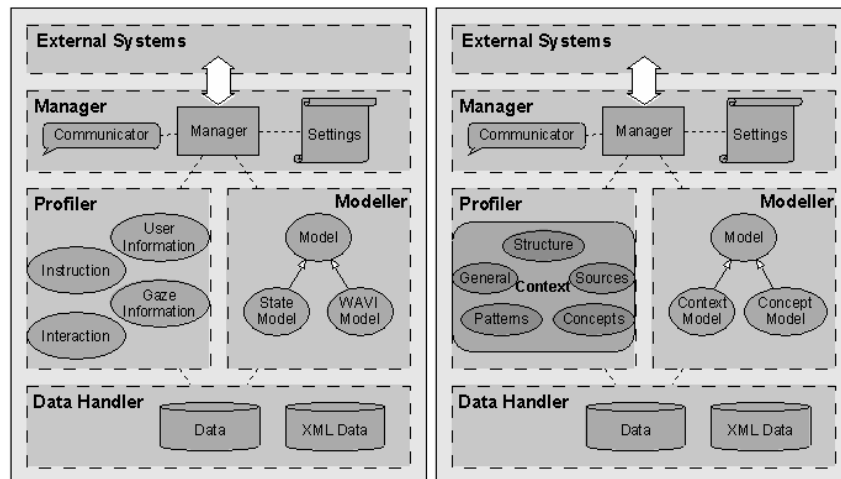 External Systems
Manager
Communicator
Manager
Settings
Profiler
User
Information
Instruction
Gaze
Information
Interaction
Modeller
Model
State
Model
WAVI
Model
Data Handler
Data
XML Data
External Systems
Manager
Communicator
Manager
Settings
Profiler
Structure
General
Context
Sources
Patterns
Concepts
Modeller
Model
Context
Model
Concept
Model
Data Handler
Data
XML Data